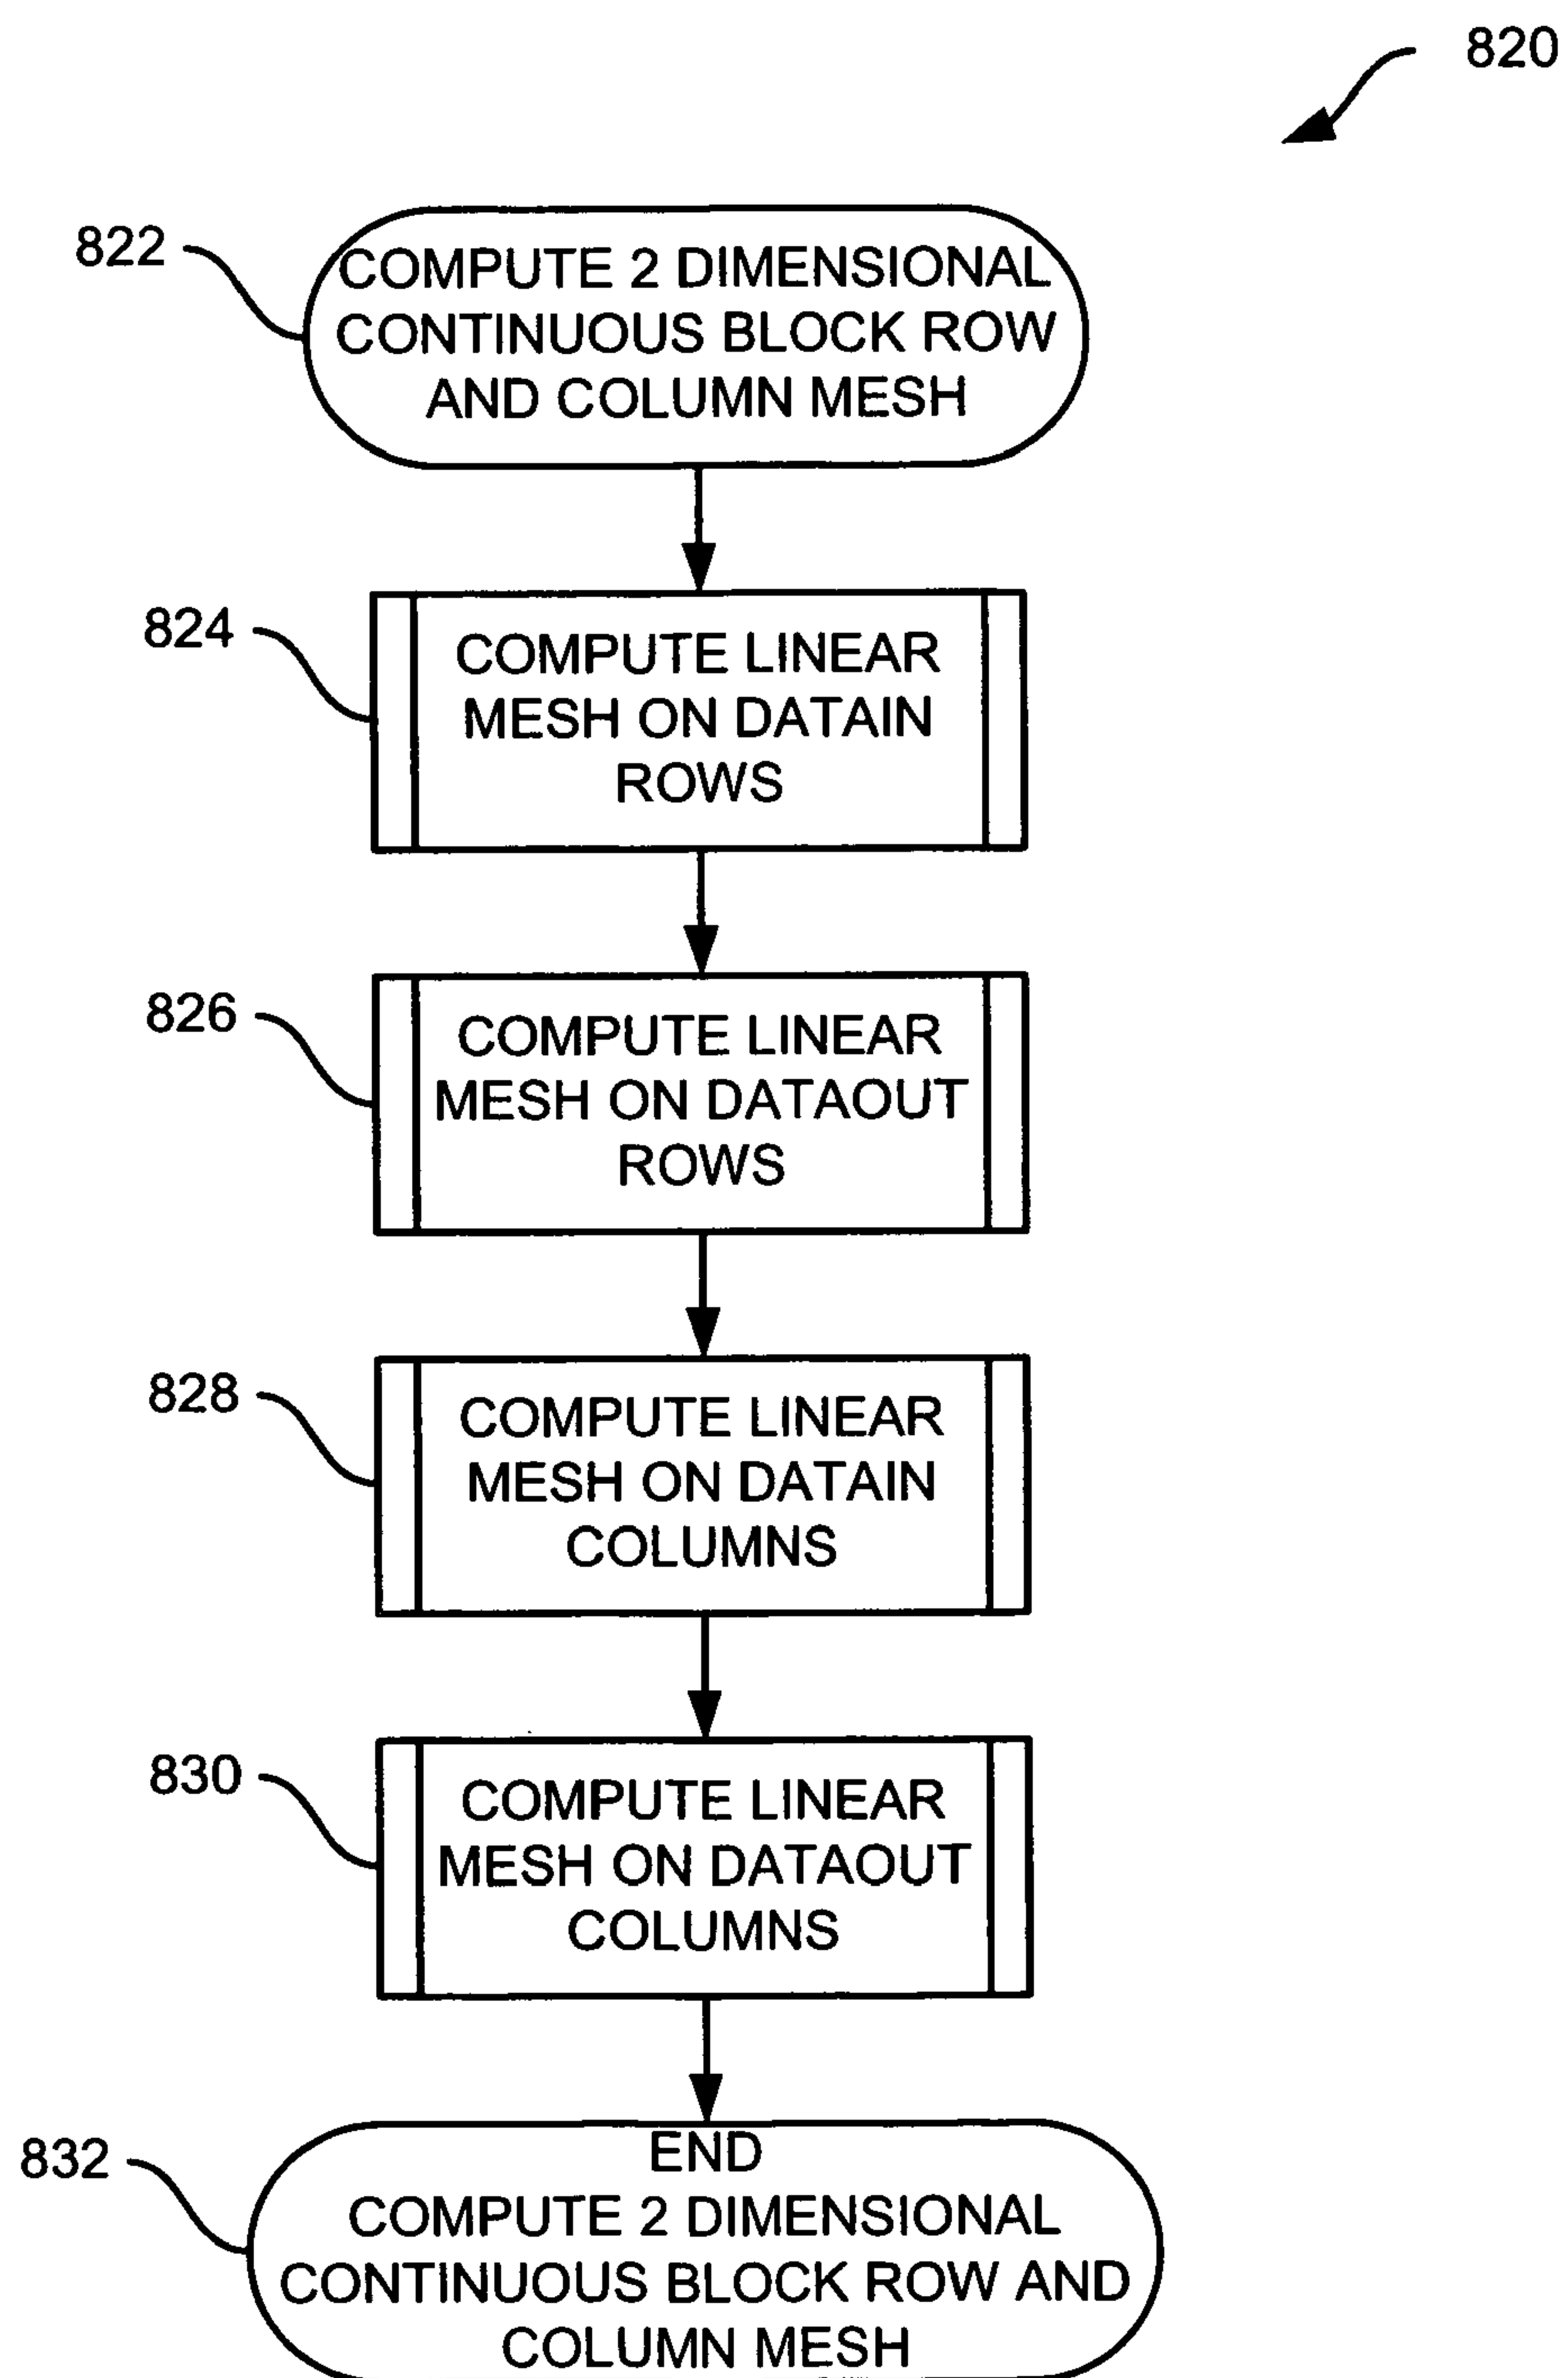 820
822
COMPUTE 2 DIMENSIONAL
CONTINUOUS BLOCK ROW
AND COLUMN MESH
824
COMPUTE LINEAR
MESH ON DATAIN
ROWS
826
COMPUTE LINEAR
MESH ON DATAOUT
ROWS
828
COMPUTE LINEAR
MESH ON DATAIN
COLUMNS
830
COMPUTE LINEAR
MESH ON DATAOUT
COLUMNS
832
END
COMPUTE 2 DIMENSIONAL
CONTINUOUS BLOCK ROW AND
COLUMN MESH